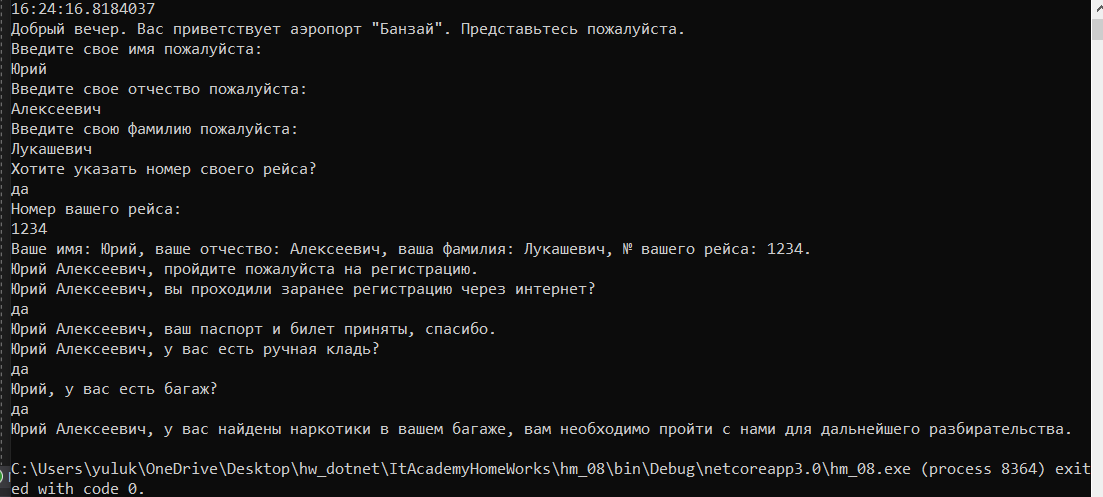 16:24:16.8184037
Добрый вечер. Вас приветствует аэропорт "Банзай". Представьтесь пожалуйста.
Введите свое имя пожалуйста:
Юрий
Введите свое отчество пожалуйста:
Алексеевич
Введите свою фамилию пожалуйста:
Лукашевич
Хотите указать номер своего рейса?
да
Номер вашего рейса:
1234
Ваше имя: Юрий, ваше отчество: Алексеевич, ваша фамилия: Лукашевич, № вашего рейса: 1234.
Юрий Алексеевич, пройдите пожалуйста на регистрацию.
Юрий Алексеевич, вы проходили заранее регистрацию через интернет?
да
Юрий Алексеевич, ваш паспорт и билет приняты, спасибо.
Юрий Алексеевич, у вас есть ручная кладь?
да
Юрий, у вас есть багаж?
да
Юрий Алексеевич, у вас найдены наркотики в вашем багаже, вам необходимо пройти с нами для дальнейшего разбирательства.
C:\Users\yuluk\OneDrive\Desktop\hw_dotnet\ItAcademyHomeWorks\hm_08\bin\Debug\netcoreapp3.0\hm_08.exe (process 8364) exit
ed with code 0.